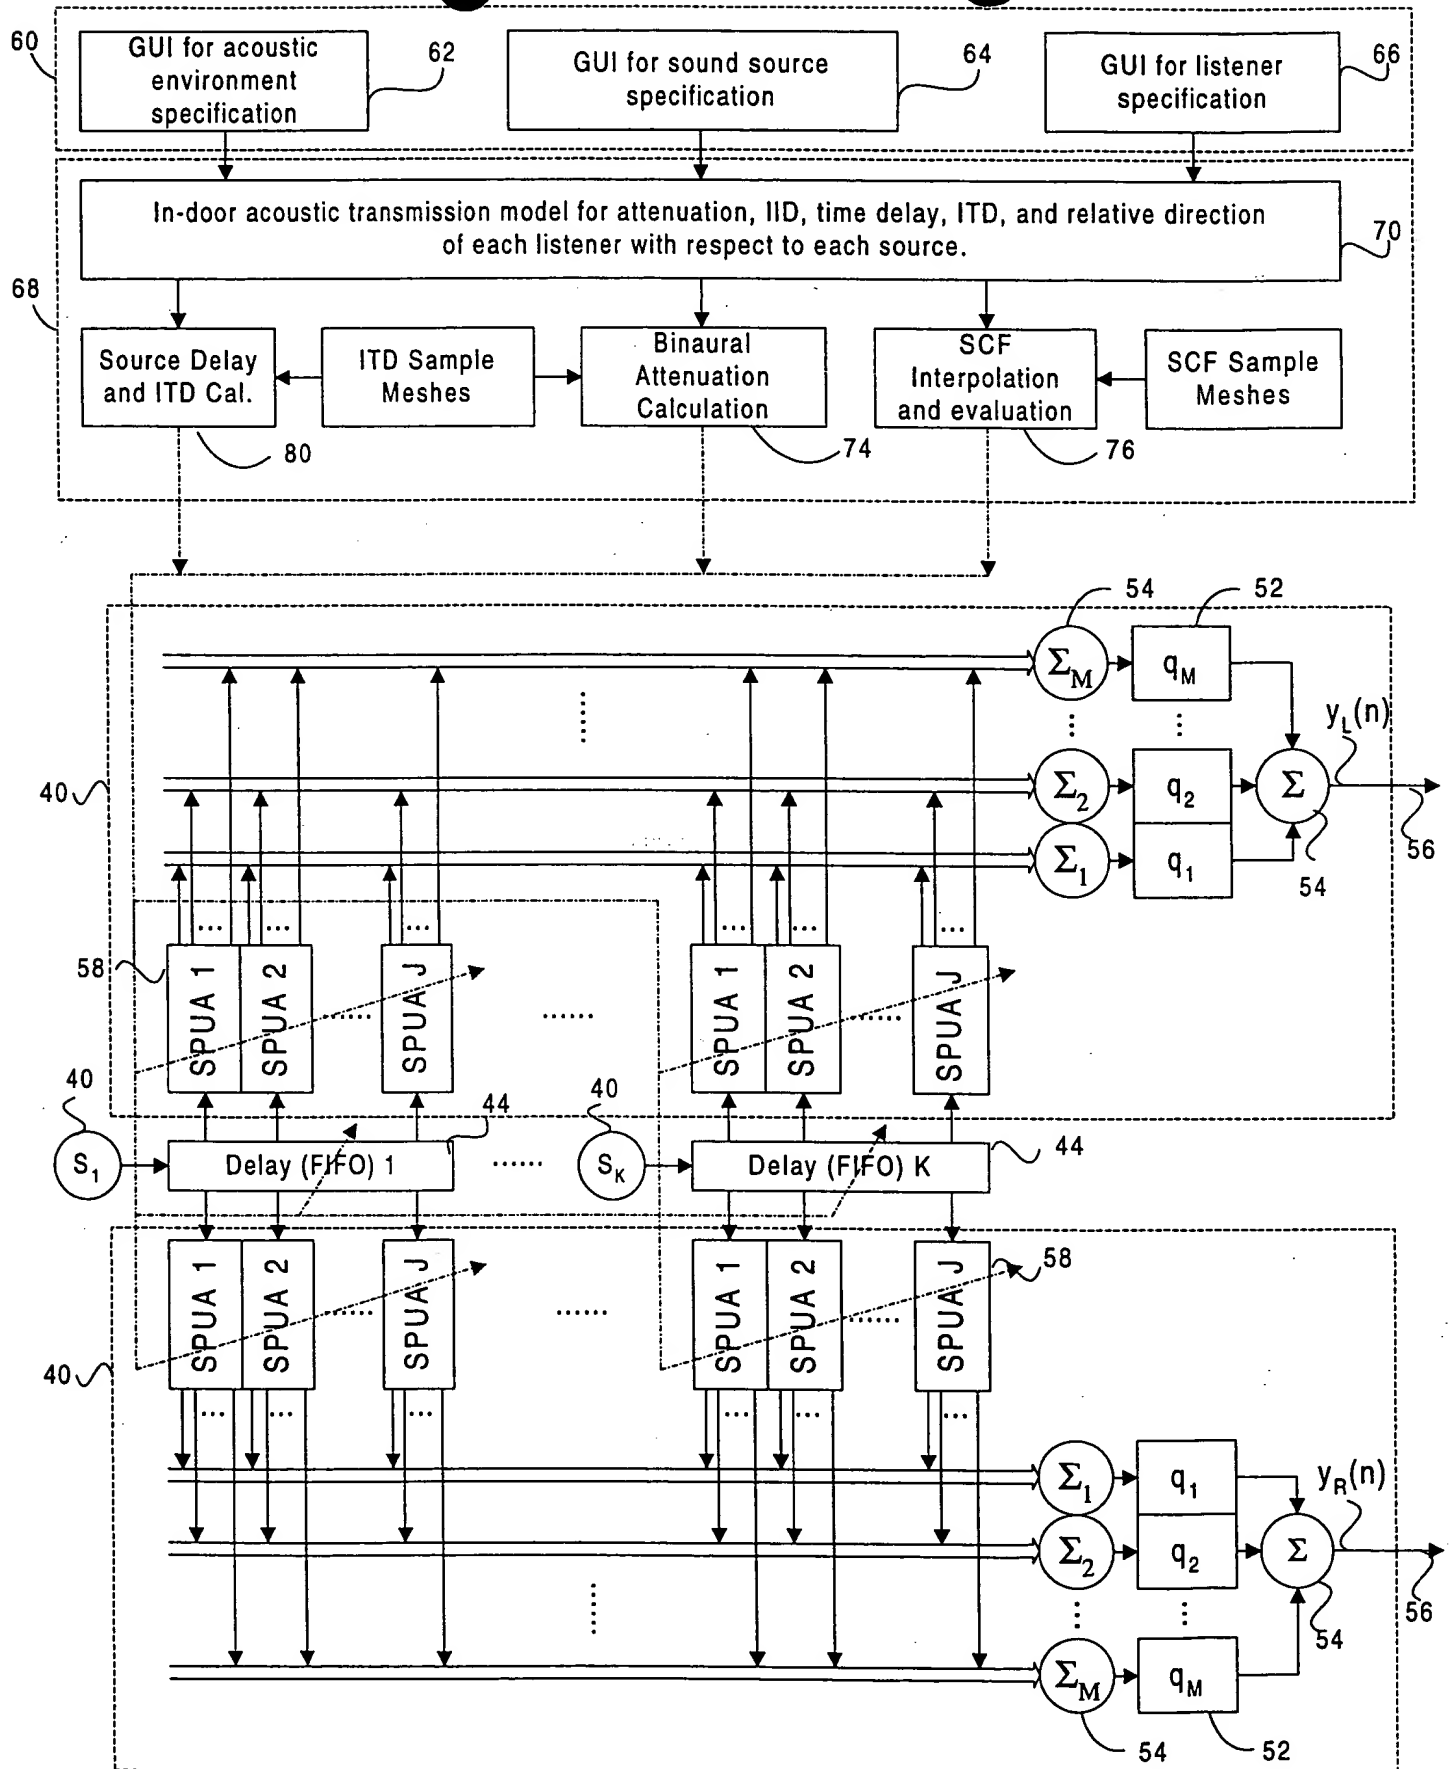 60
GUI for acoustic
environment
specification
62
GUI for sound source
specification
64
GUI for listener
specification
66
In-door acoustic transmission model for attenuation, IID, time delay, ITD, and relative direction
of each listener with respect to each source.
70
68
Source Delay
and ITD Cal.
ITD Sample
Meshes
Binaural
Attenuation
Calculation
SCF
Interpolation
and evaluation
SCF Sample
Meshes
80
74
76
54
52
ΣM
qM
yL(n)
40
Σ2
q2
Σ
Σ1
q1
54
56
58
SPUA 1
SPUA 2
SPUA J
SPUA 1
SPUA 2
SPUA J
40
44
40
44
S1
Delay (FIFO) 1
SK
Delay (FIFO) K
SPUA 1
SPUA 2
SPUA J
SPUA 1
SPUA 2
SPUA J
58
40
Σ1
q1
yR(n)
Σ2
q2
Σ
54
56
ΣM
qM
54
52